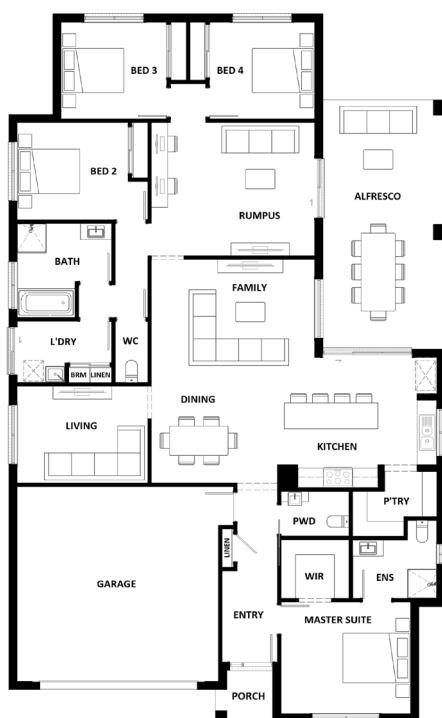 BED 3
BED 4
BED 2
ALFRESCO
RUMPUS
BATH
FAMILY
L'DRY
WC
BRM
LINEN
DINING
LIVING
KITCHEN
P'TRY
PWD
LINEN
GARAGE
WIR
ENS
ENTRY
MASTER SUITE
PORCH